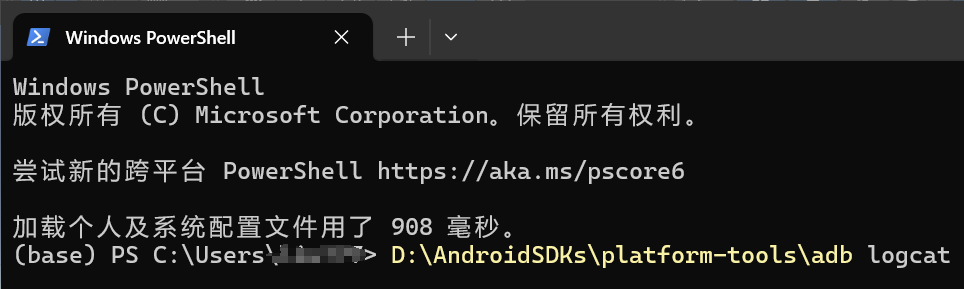 Windows PowerShell
Windows PowerShell
版权所有 (C) Microsoft Corporation。保留所有权利。
尝试新的跨平台 PowerShell https://aka.ms/pscore6
加载个人及系统配置文件用了 908 毫秒。
(base) PS C:\Users\> D:\AndroidSDKs\platform-tools\adb logcat